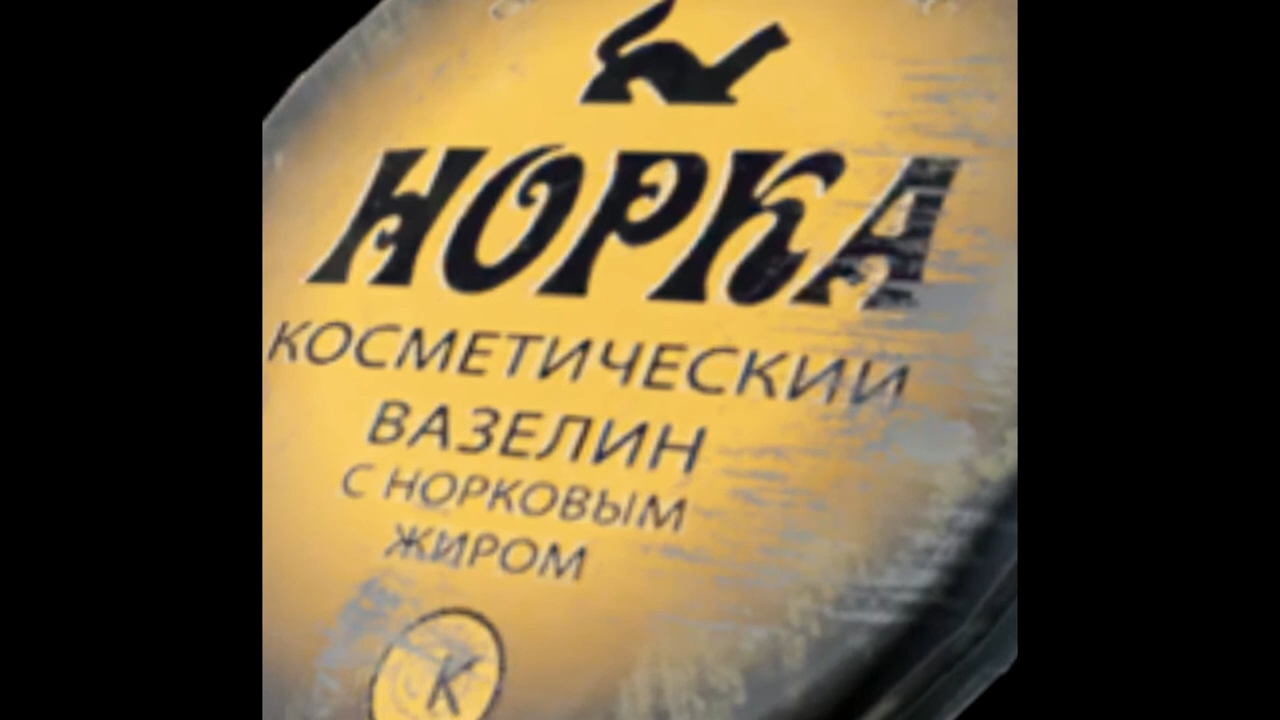 НОРКА
КОСМЕТИЧЕСКИЙ
ВАЗЕЛИН
С НОРКОВЫМ
ЖИРОМ
К